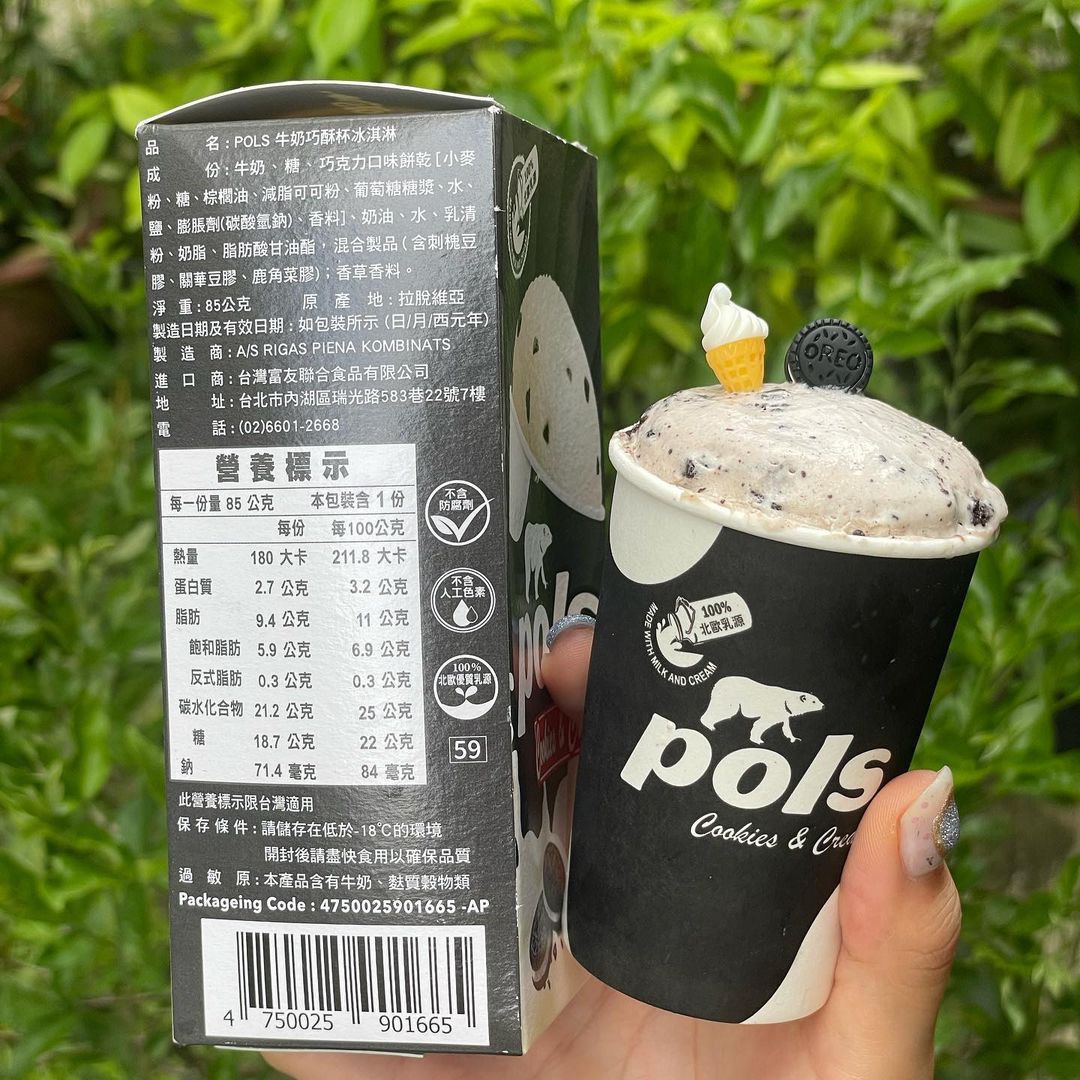 品 名：POLS 牛奶巧酥杯冰淇淋
成 份：牛奶、糖、巧克力口味餅乾[小麥
粉、糖、棕櫚油、減脂可可粉、葡萄糖糖漿、水、
鹽、膨脹劑(碳酸氫鈉)、香料]、奶油、水、乳清
粉、奶脂、脂肪酸甘油酯，混合製品（含刺槐豆
膠、關華豆膠、鹿角菜膠)；香草香料。
淨 重：85公克 原 產 地：拉脫維亞
製造日期及有效日期：如包裝所示（日/月/西元年）
製 造 商：A/S RIGAS PIENA KOMBINATS
進 口 商：台灣富友聯合食品有限公司
地 址：台北市內湖區瑞光路583巷22號7樓
電 話：(02)6601-2668
營養標示
每一份量 85 公克 本包裝含 1 份
每份 每100公克
熱量 180 大卡 211.8 大卡
蛋白質 2.7 公克 3.2 公克
脂肪 9.4 公克 11 公克
飽和脂肪 5.9 公克 6.9 公克
反式脂肪 0.3 公克 0.3 公克
碳水化合物 21.2 公克 25 公克
糖 18.7 公克 22 公克
鈉 71.4 毫克 84 毫克
不含
防腐劑
不含
人工色素
100%
北歐優質乳源
59
此營養標示限台灣適用
保存條件：請儲存在低於-18℃的環境
開封後請盡快食用以確保品質
過 敏 原：本產品含有牛奶、麩質穀物類
Packageing Code : 4750025901665 -AP
4 750025 901665
pols
OREO
100%
北歐乳源
MADE WITH MILK AND CREAM
pols
Cookies &